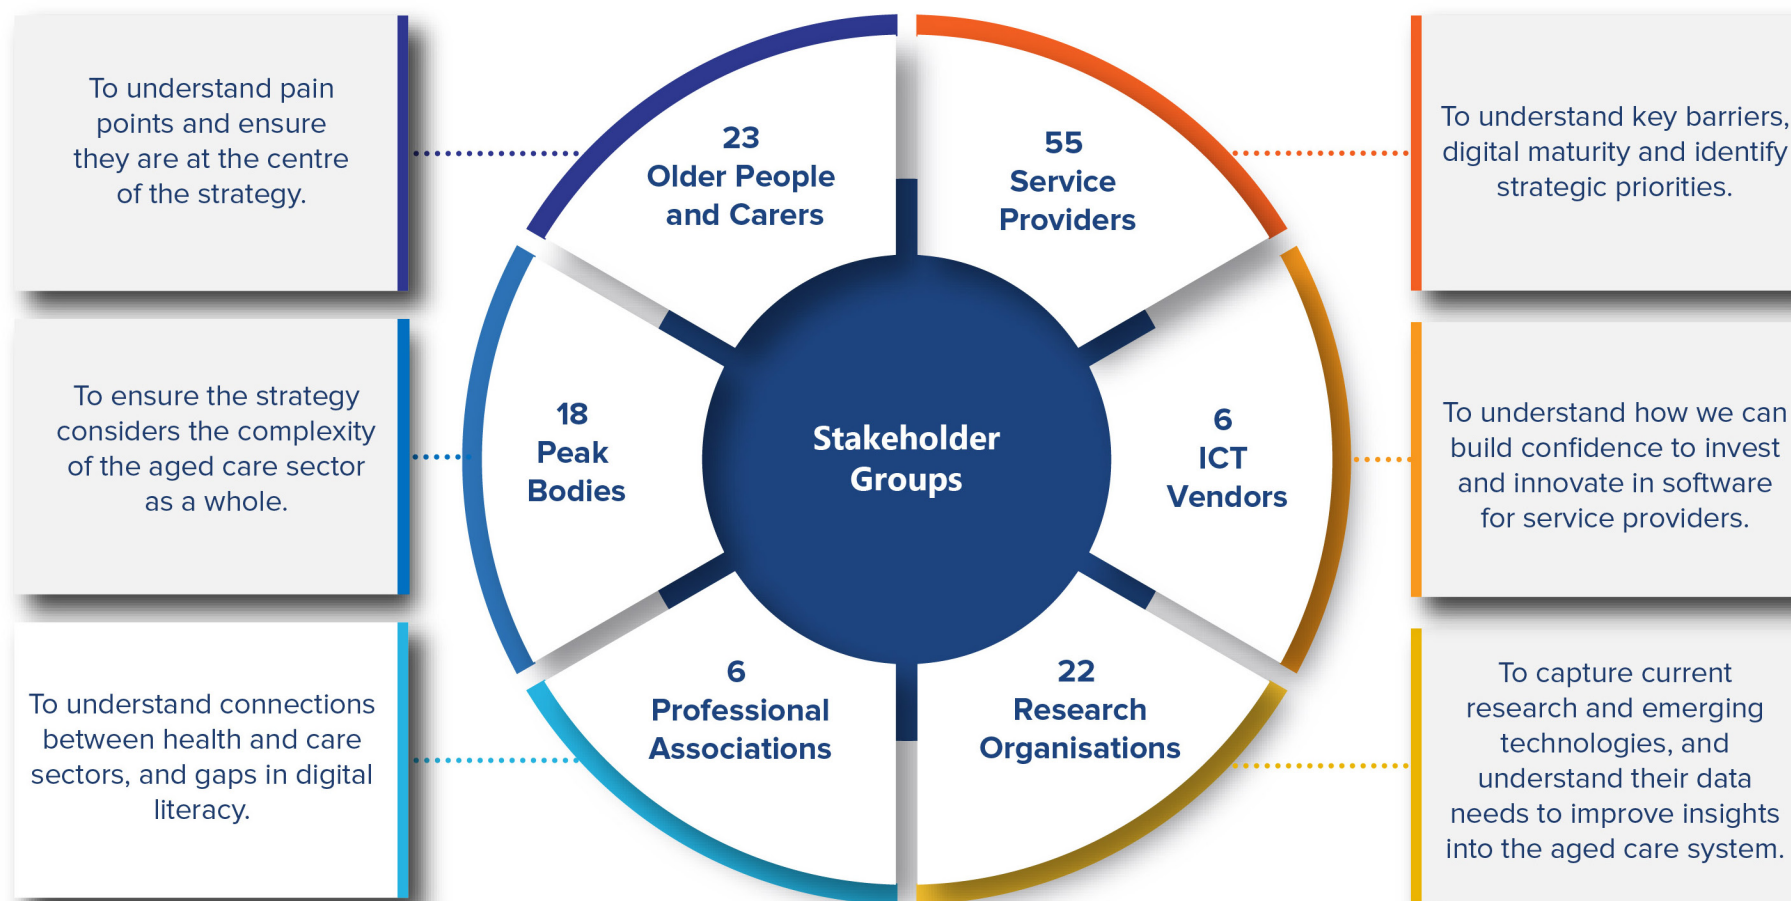 To understand pain
points and ensure
they are at the centre
of the strategy.
23
Older People
and Carers
55
Service
Providers
To understand key barriers,
digital maturity and identify
strategic priorities.
To ensure the strategy
considers the complexity
of the aged care sector
as a whole.
18
Peak
Bodies
Stakeholder
Groups
6
ICT
Vendors
To understand how we can
build confidence to invest
and innovate in software
for service providers.
To understand connections
between health and care
sectors, and gaps in digital
literacy.
6
Professional
Associations
22
Research
Organisations
To capture current
research and emerging
technologies, and
understand their data
needs to improve insights
into the aged care system.